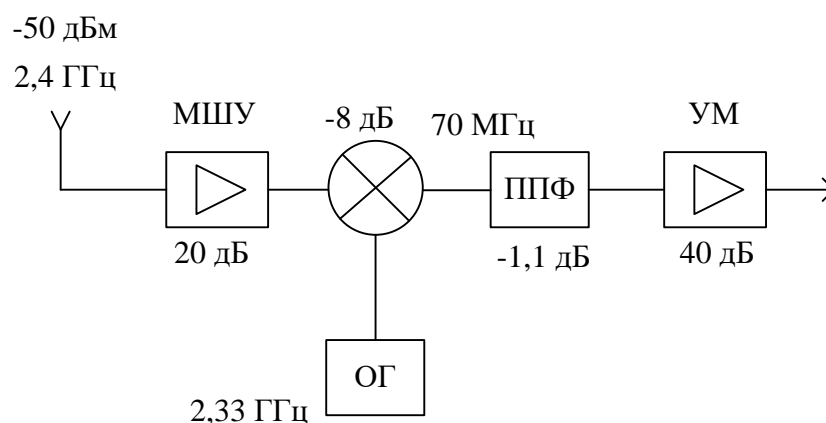 -50 дБм
2,4 ГГц
МШУ
-8 дБ
70 МГц
УМ
ППФ
20 дБ
-1,1 дБ
40 дБ
ОГ
2,33 ГГц